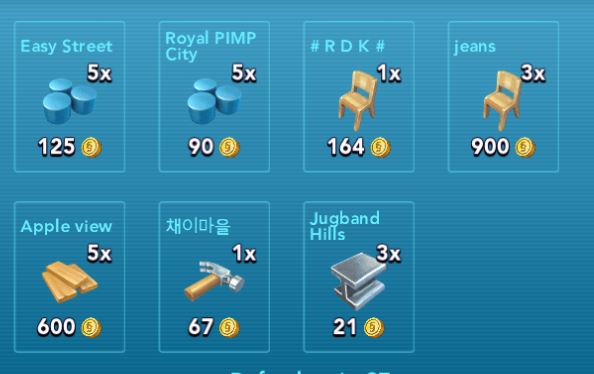 Easy Street
5x
125
Royal PIMP
City
5x
90
# R D K #
1x
164
jeans
3x
900
Apple view
5x
600
채이마을
1x
67
Jugband
Hills
3x
21